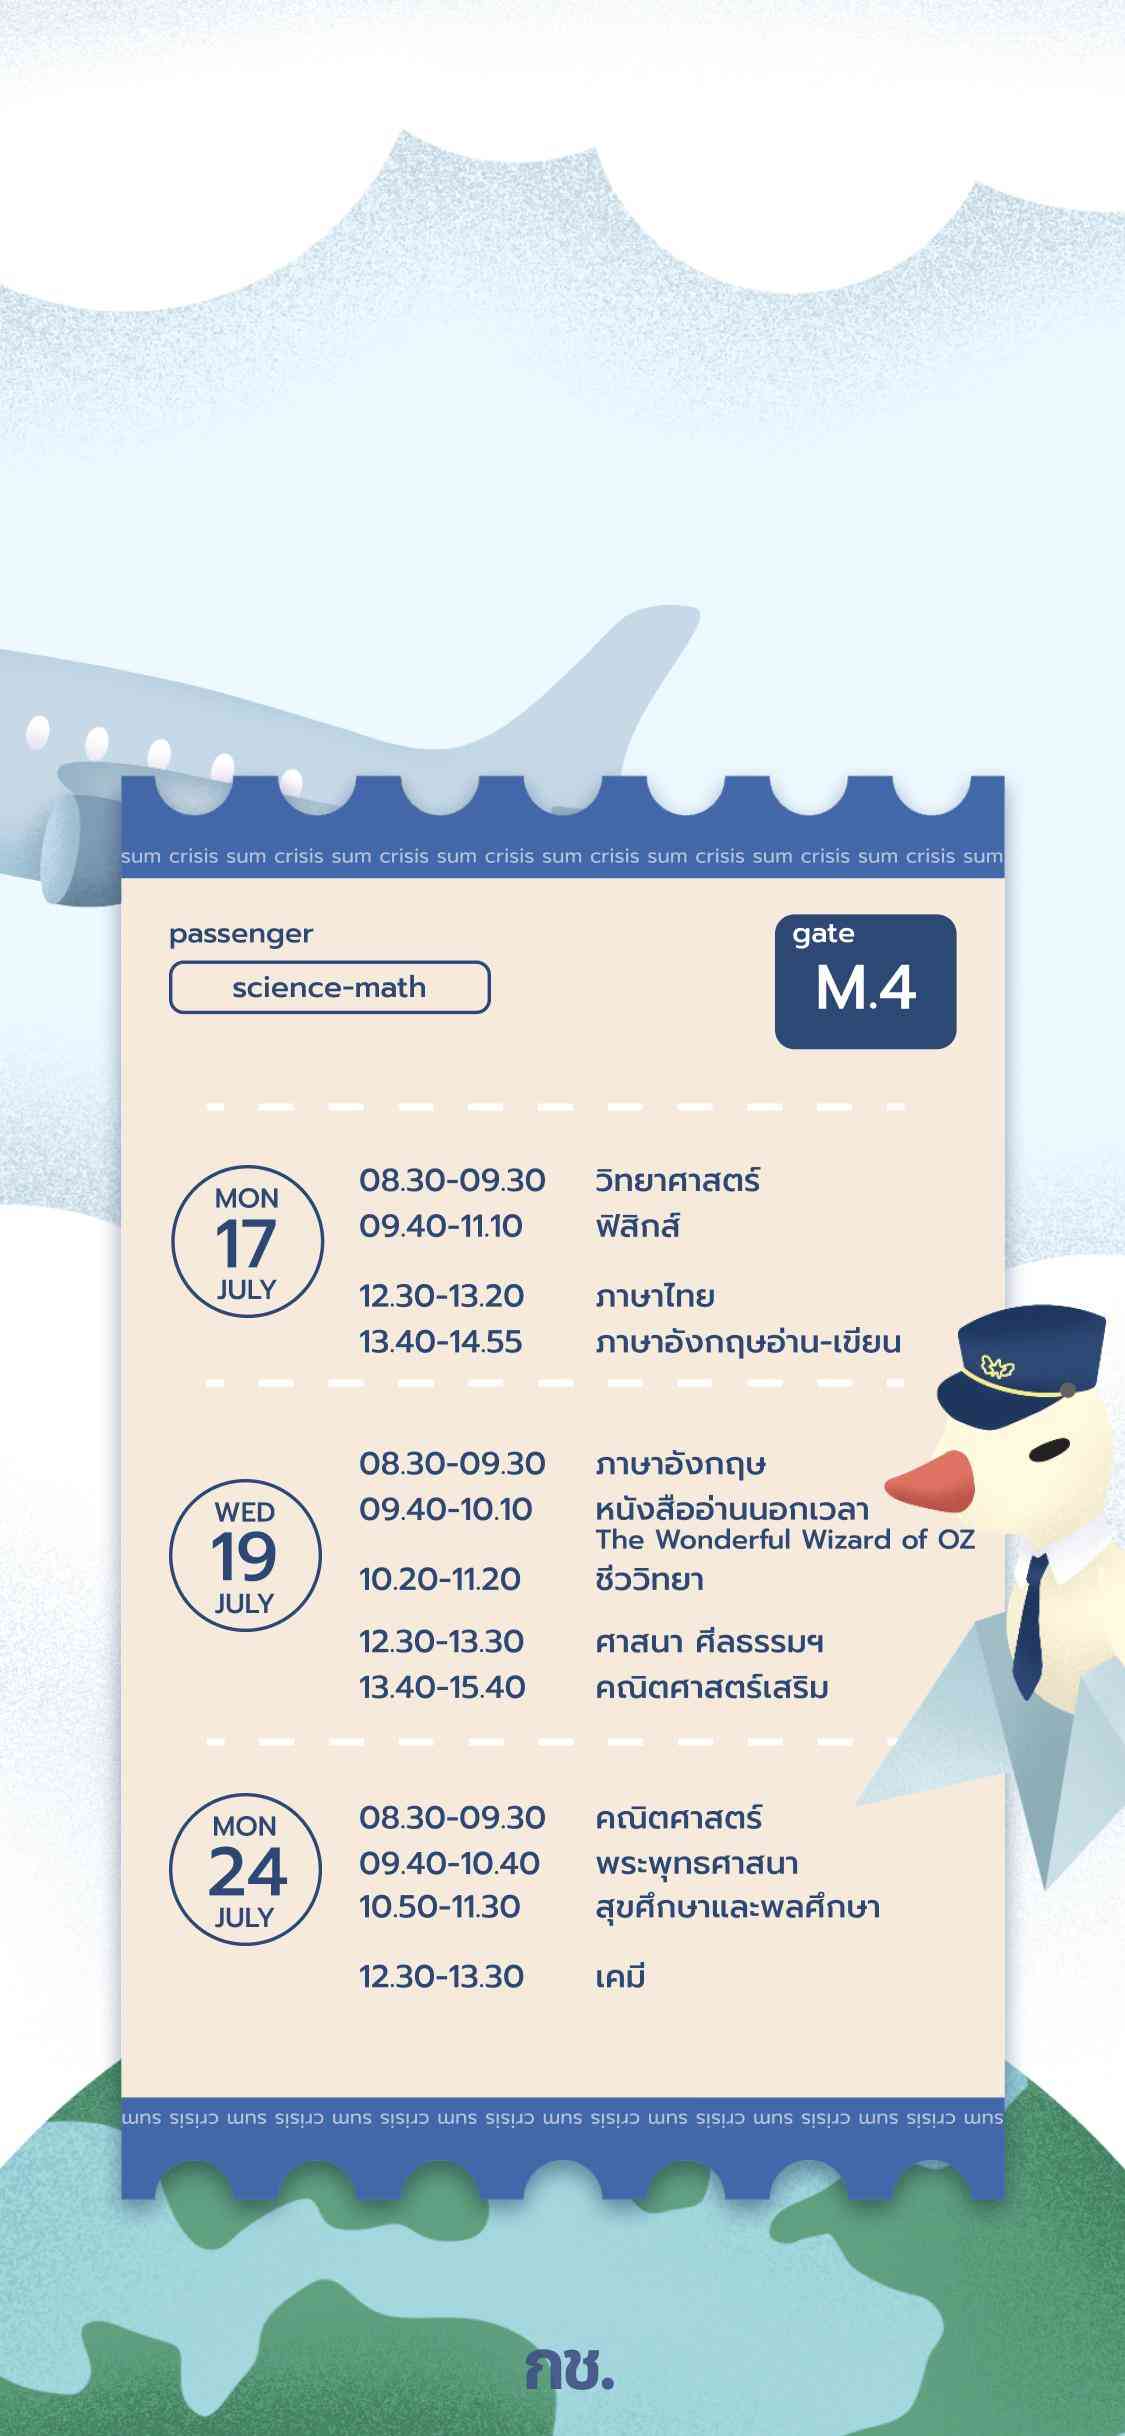 sum crisis sum crisis sum crisis sum crisis sum crisis sum crisis sum crisis sum crisis sum
passenger
science-math
gate
M.4
MON
17
JULY
08.30-09.30 วิทยาศาสตร์
09.40-11.10 ฟิสิกส์
12.30-13.20 ภาษาไทย
13.40-14.55 ภาษาอังกฤษอ่าน-เขียน
WED
19
JULY
08.30-09.30 ภาษาอังกฤษ
09.40-10.10 หนังสืออ่านนอกเวลา
The Wonderful Wizard of OZ
10.20-11.20 ชีววิทยา
12.30-13.30 ศาสนา ศีลธรรมฯ
13.40-15.40 คณิตศาสตร์เสริม
MON
24
JULY
08.30-09.30 คณิตศาสตร์
09.40-10.40 พระพุทธศาสนา
10.50-11.30 สุขศึกษาและพลศึกษา
12.30-13.30 เคมี
sum crisis sum crisis sum crisis sum crisis sum crisis sum crisis sum crisis sum crisis sum
กช.